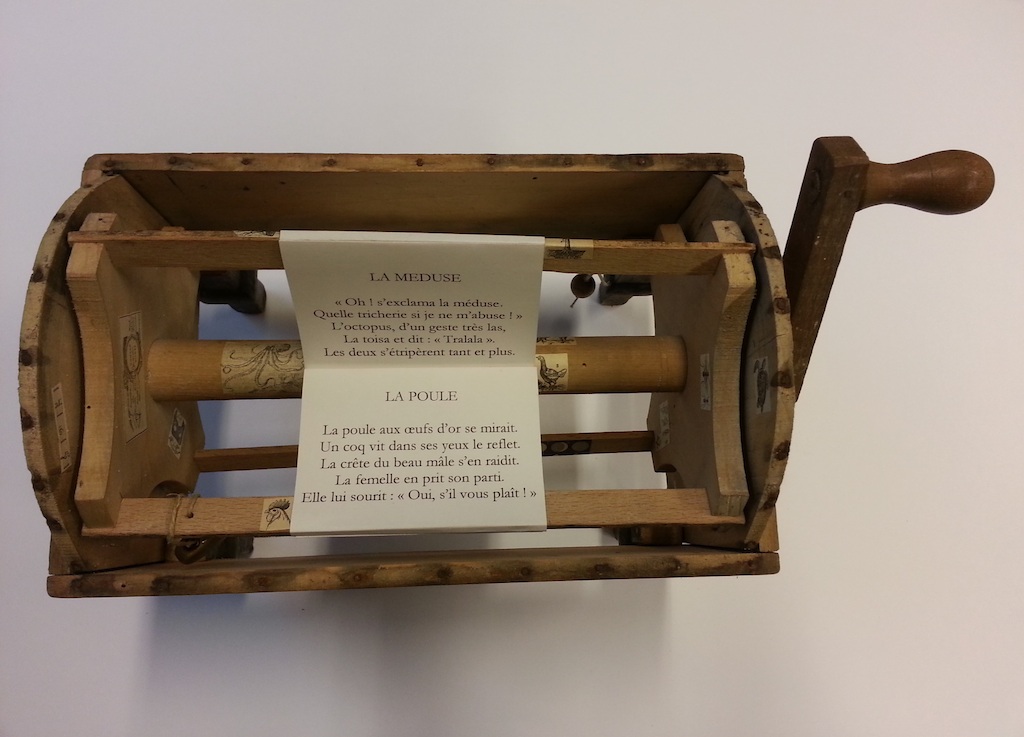 LA MEDUSE
« Oh ! s'exclama la méduse.
Quelle tricherie si je ne m'abuse ! »
L'octopus, d'un geste très las,
La toisa et dit : « Tralala ».
Les deux s'étripèrent tant et plus.
LA POULE
La poule aux œufs d'or se mirait.
Un coq vit dans ses yeux le reflet.
La crête du beau mâle s'en raidit.
La femelle en prit son parti.
Elle lui sourit : « Oui, s'il vous plaît ! »